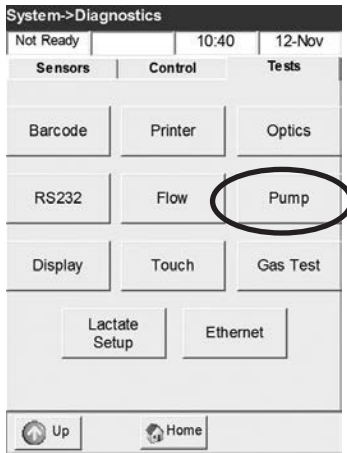 System->Diagnostics
Not Ready 10:40 12-Nov
Sensors Control Tests
Barcode Printer Optics
RS232 Flow Pump
Display Touch Gas Test
Lactate Setup Ethernet
Up Home